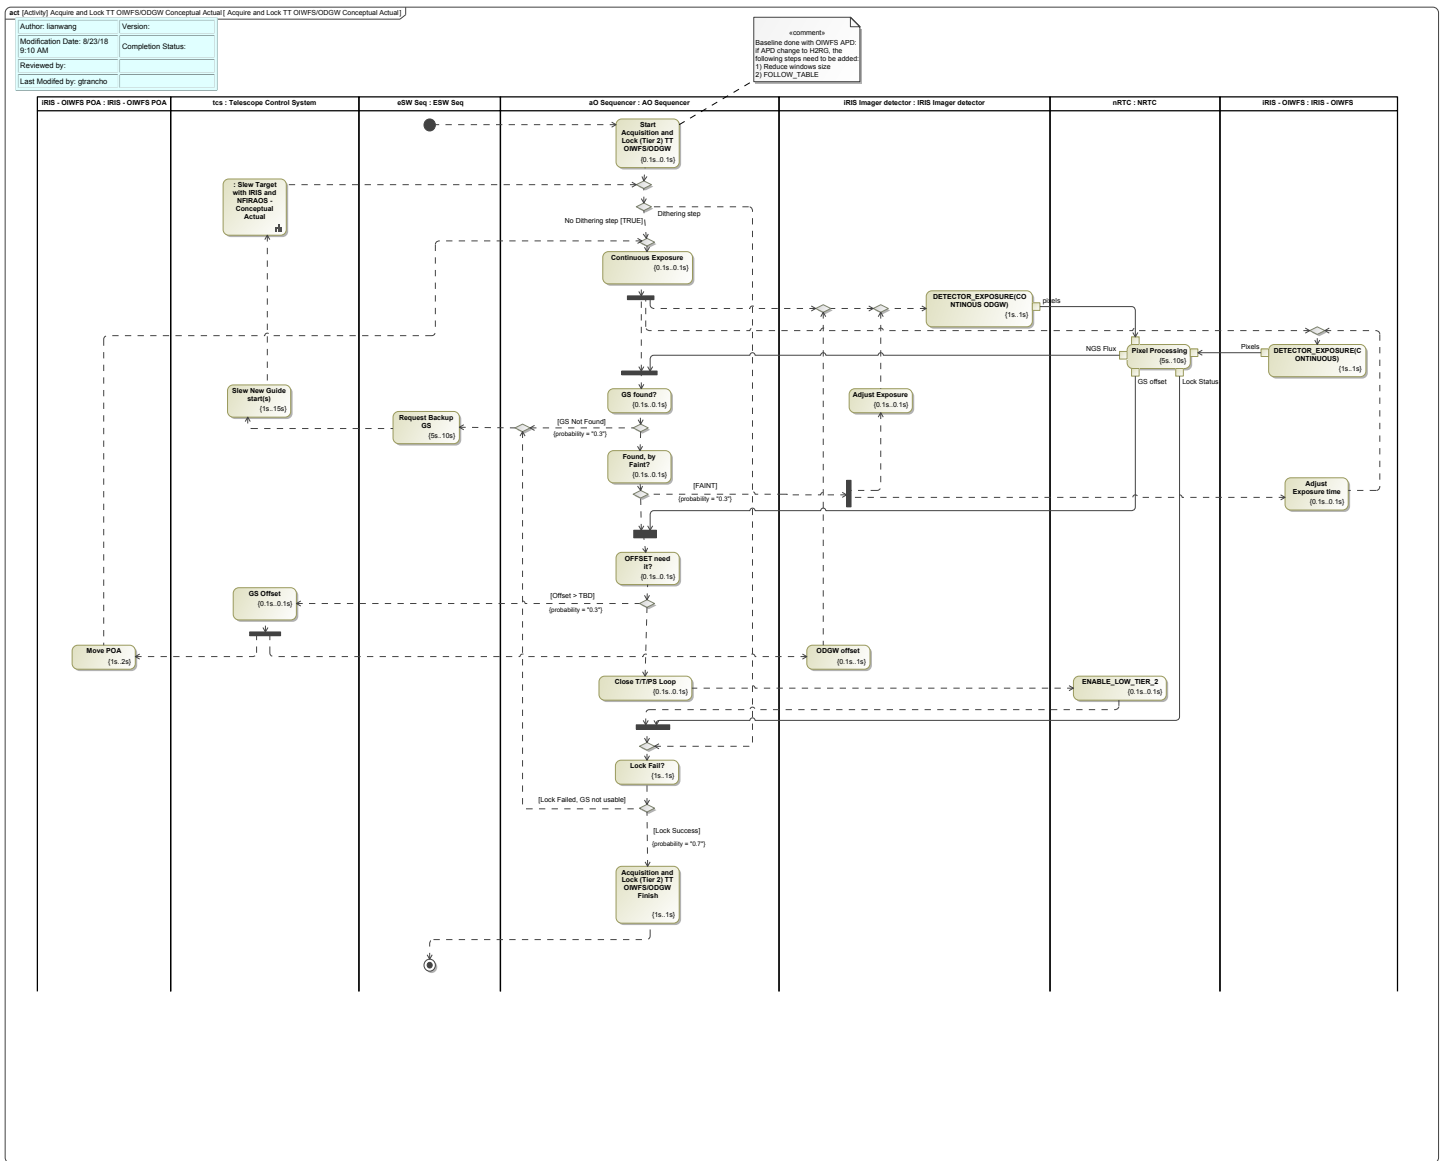 act [Activity] Acquire and Lock TT OIWFS/ODGW Conceptual Actual[ Acquire and Lock TT OIWFS/ODGW Conceptual Actual]
Author: lianwang
Version:
Modification Date: 8/23/18
9:10 AM
Completion Status:
Reviewed by:
Last Modifed by: gtrancho
«comment»
Baseline done with OIWFS APD:
if APD change to H2RG, the
following steps need to be added:
1) Reduce windows size
2) FOLLOW_TABLE
iRIS - OIWFS POA : IRIS - OIWFS POA
tcs : Telescope Control System
eSW Seq : ESW Seq
aO Sequencer : AO Sequencer
iRIS Imager detector : IRIS Imager detector
nRTC : NRTC
iRIS - OIWFS : IRIS - OIWFS
Start
Acquisition and
Lock (Tier 2) TT
OIWFS/ODGW
{0.1s..0.1s}
: Slew Target
with IRIS and
NFIRAOS -
Conceptual
Actual
Dithering step
No Dithering step [TRUE]
Continuous Exposure
{0.1s..0.1s}
DETECTOR_EXPOSURE(CO
NTINOUS ODGW)
{1s..1s}
pixels
NGS Flux
Pixel Processing
{5s..10s}
Pixels
DETECTOR_EXPOSURE(C
ONTINUOUS)
{1s..1s}
GS offset
Lock Status
Slew New Guide
start(s)
{1s..15s}
GS found?
{0.1s..0.1s}
Adjust Exposure
{0.1s..0.1s}
Request Backup
GS
{5s..10s}
[GS Not Found]
{probability = "0.3"}
Found, by
Faint?
{0.1s..0.1s}
[FAINT]
{probability = "0.3"}
Adjust
Exposure time
{0.1s..0.1s}
OFFSET need
it?
{0.1s..0.1s}
GS Offset
{0.1s..0.1s}
[Offset > TBD]
{probability = "0.3"}
Move POA
{1s..2s}
ODGW offset
{0.1s..1s}
Close T/T/PS Loop
{0.1s..0.1s}
ENABLE_LOW_TIER_2
{0.1s..0.1s}
Lock Fail?
{1s..1s}
[Lock Failed, GS not usable]
[Lock Success]
{probability = "0.7"}
Acquisition and
Lock (Tier 2) TT
OIWFS/ODGW
Finish
{1s..1s}